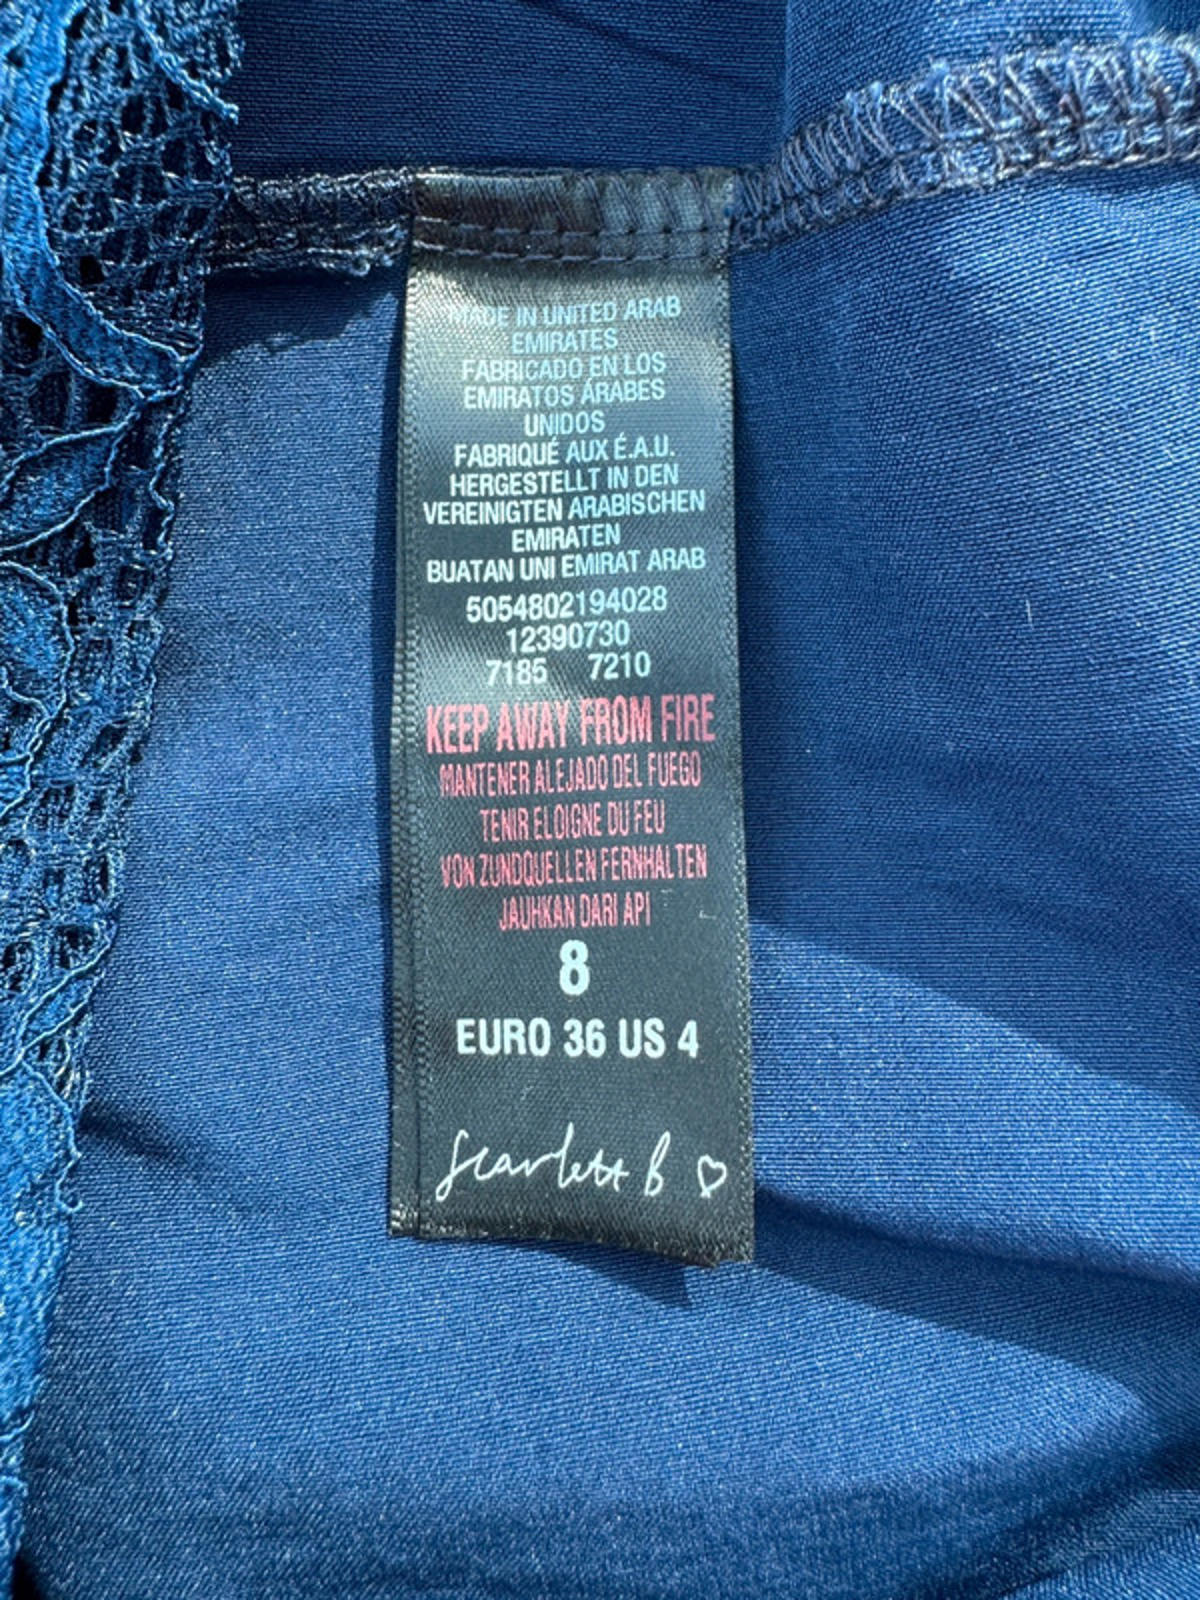 MADE IN UNITED ARAB
EMIRATES
FABRICADO EN LOS
EMIRATOS ÁRABES
UNIDOS
FABRIQUÉ AUX É.A.U.
HERGESTELLT IN DEN
VEREINIGTEN ARABISCHEN
EMIRATEN
BUATAN UNI EMIRAT ARAB
5054802194028
12390730
7185 7210
KEEP AWAY FROM FIRE
MANTENER ALEJADO DEL FUEGO
TENIR ELOIGNE DU FEU
VON ZUNDQUELLEN FERNHALTEN
JAUHKAN DARI API
8
EURO 36 US 4
Scarlett B ♡